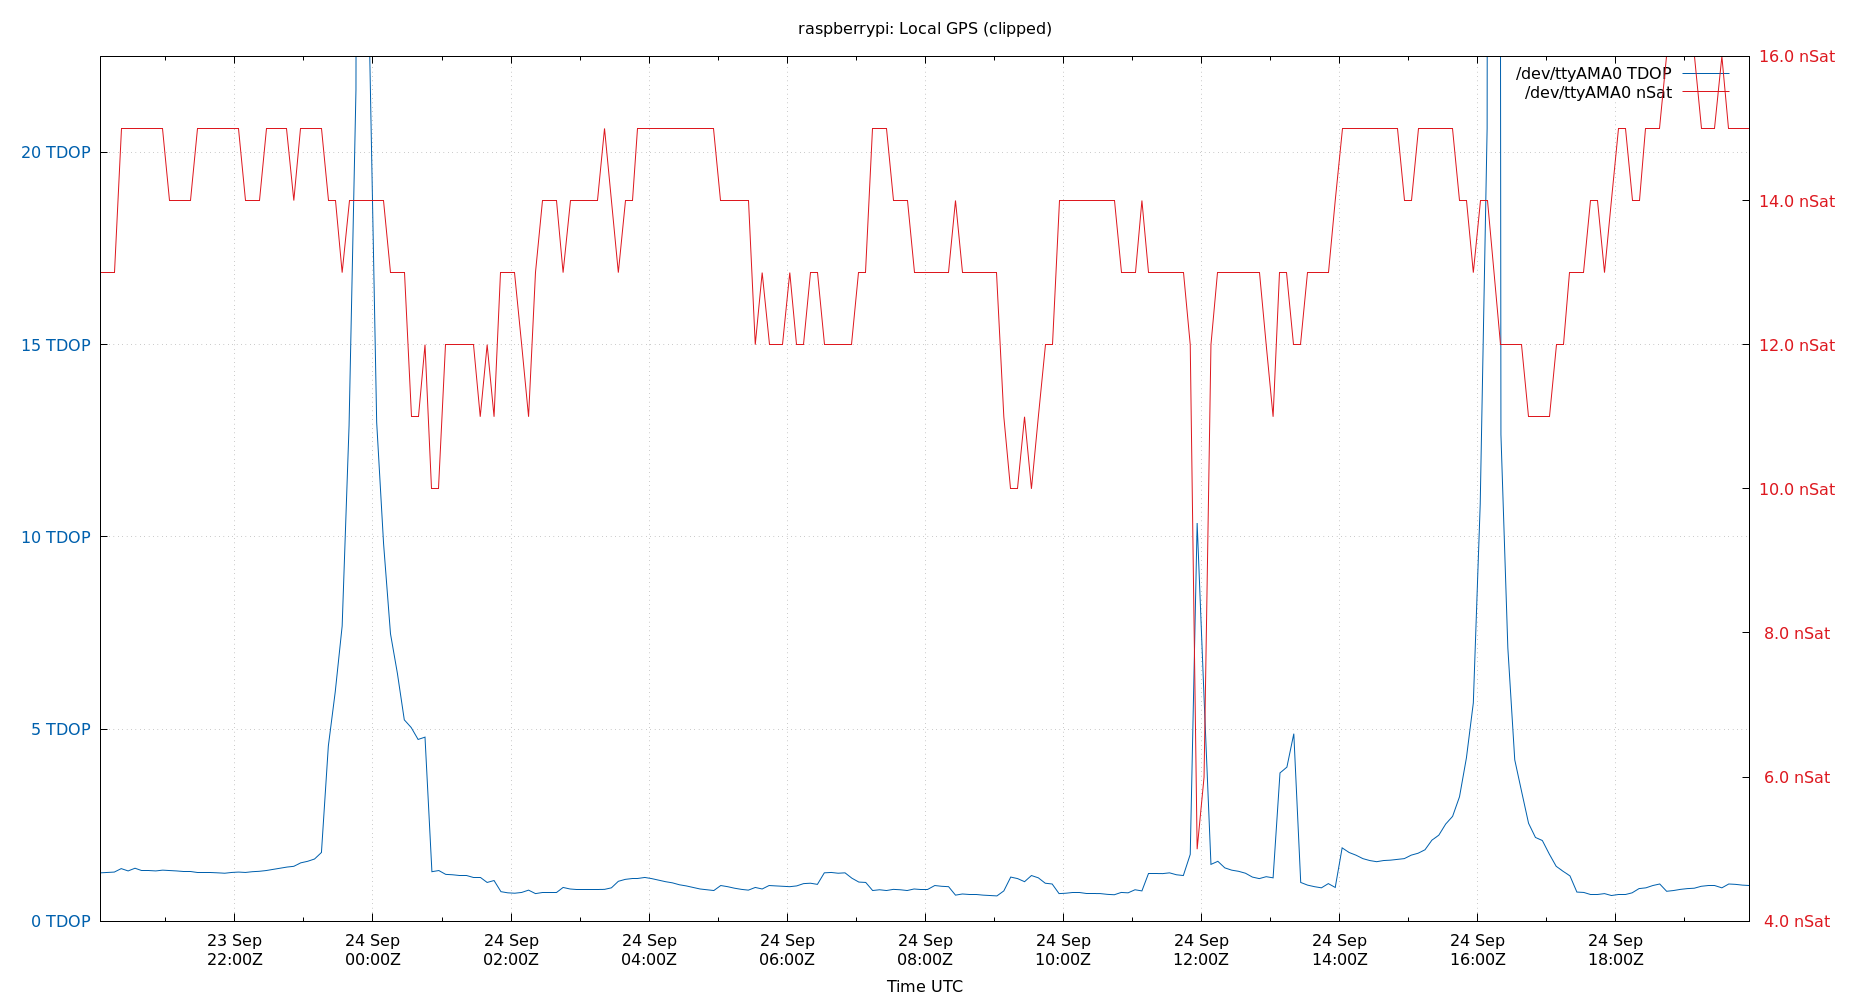 raspberrypi: Local GPS (clipped)
/dev/ttyAMA0 TDOP
/dev/ttyAMA0 nSat
20 TDOP
15 TDOP
10 TDOP
5 TDOP
0 TDOP
16.0 nSat
14.0 nSat
12.0 nSat
10.0 nSat
8.0 nSat
6.0 nSat
4.0 nSat
23 Sep
22:00Z
24 Sep
00:00Z
24 Sep
02:00Z
24 Sep
04:00Z
24 Sep
06:00Z
24 Sep
08:00Z
24 Sep
10:00Z
24 Sep
12:00Z
24 Sep
14:00Z
24 Sep
16:00Z
24 Sep
18:00Z
Time UTC